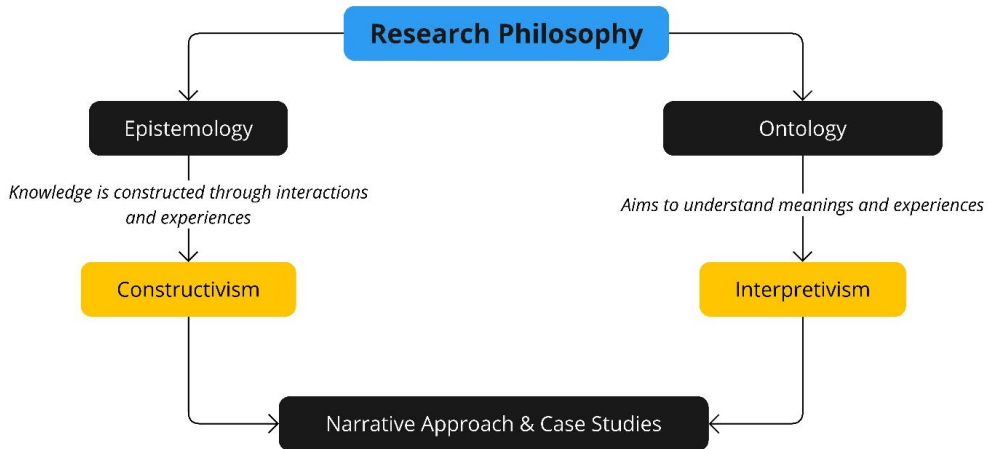 Research Philosophy
Epistemology
Ontology
Knowledge is constructed through interactions
and experiences
Aims to understand meanings and experiences
Constructivism
Interpretivism
Narrative Approach & Case Studies